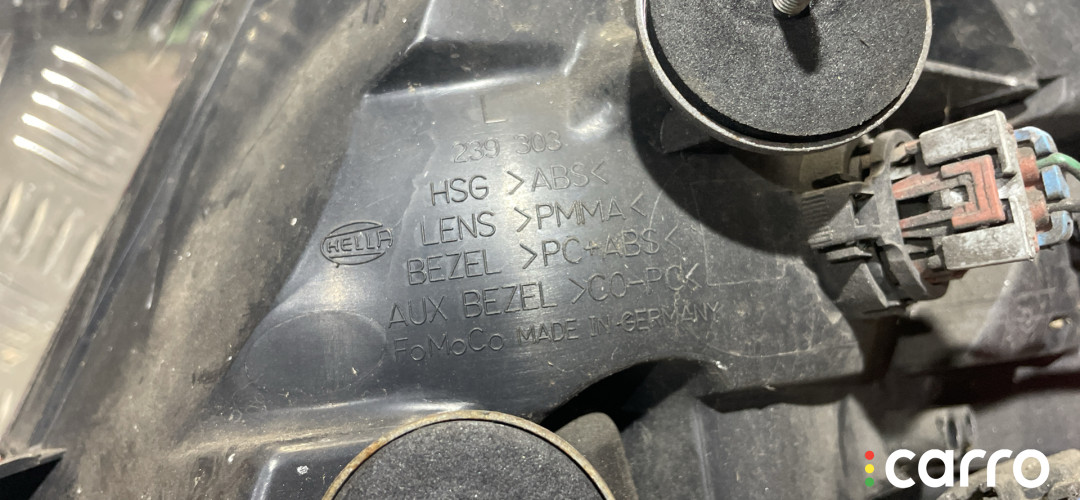 L
239 303
HSG >ABS<
HELLA
LENS >PMMA<
BEZEL >PC+ABS<
AUX BEZEL >CO-PC<
FoMoCo MADE IN GERMANY
carro